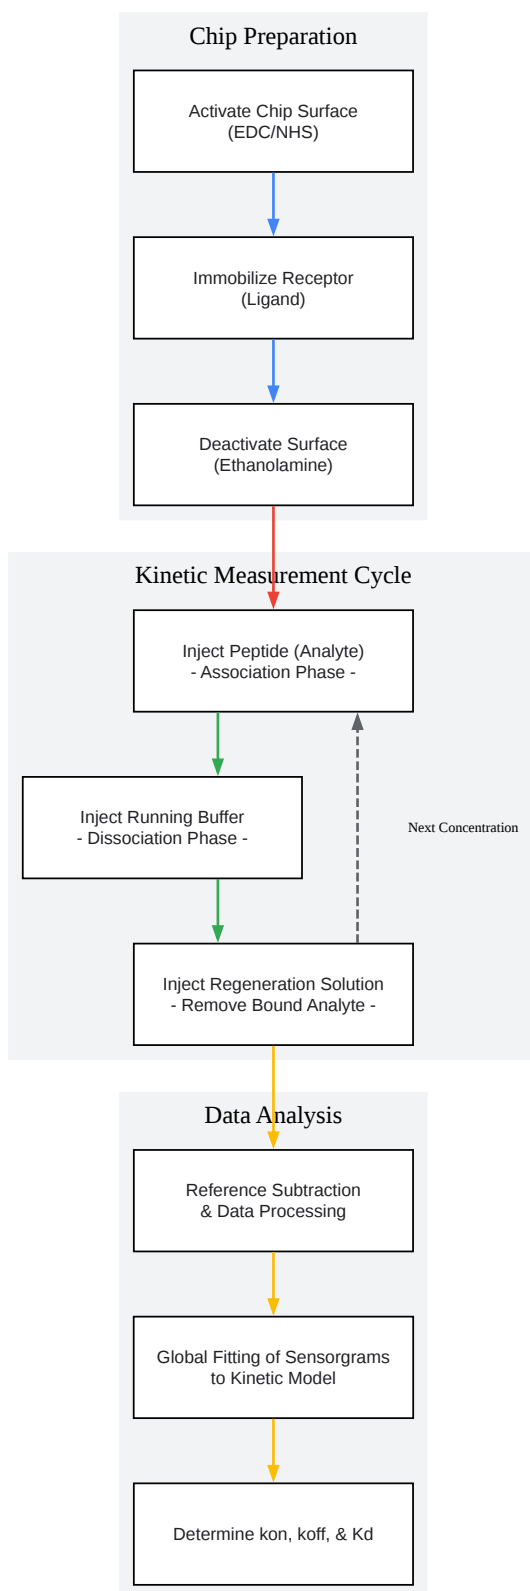 Chip Preparation
Activate Chip Surface
(EDC/NHS)
Immobilize Receptor
(Ligand)
Deactivate Surface
(Ethanolamine)
Kinetic Measurement Cycle
Inject Peptide (Analyte)
- Association Phase -
Inject Running Buffer
- Dissociation Phase -
Next Concentration
Inject Regeneration Solution
- Remove Bound Analyte -
Data Analysis
Reference Subtraction
& Data Processing
Global Fitting of Sensorgrams
to Kinetic Model
Determine kon, koff, & Kd